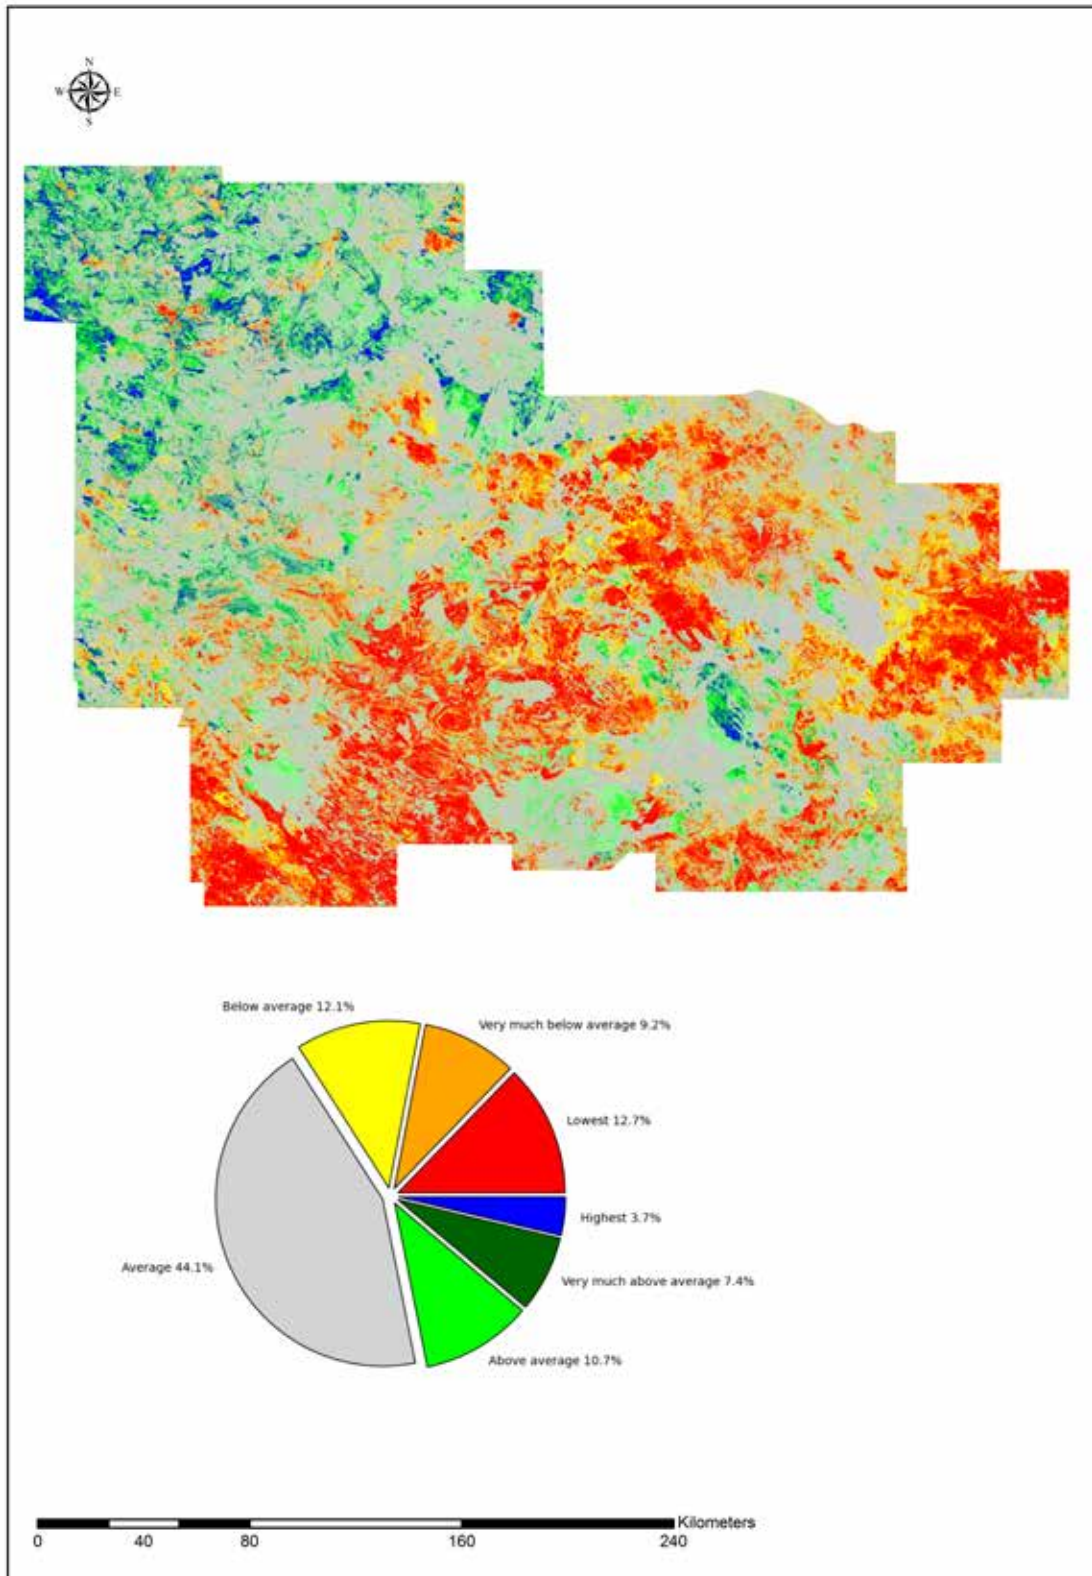 N
W E
S
Below average 12.1%
Very much below average 9.2%
Lowest 12.7%
Highest 3.7%
Average 44.1%
Very much above average 7.4%
Above average 10.7%
Kilometers
0 40 80 160 240